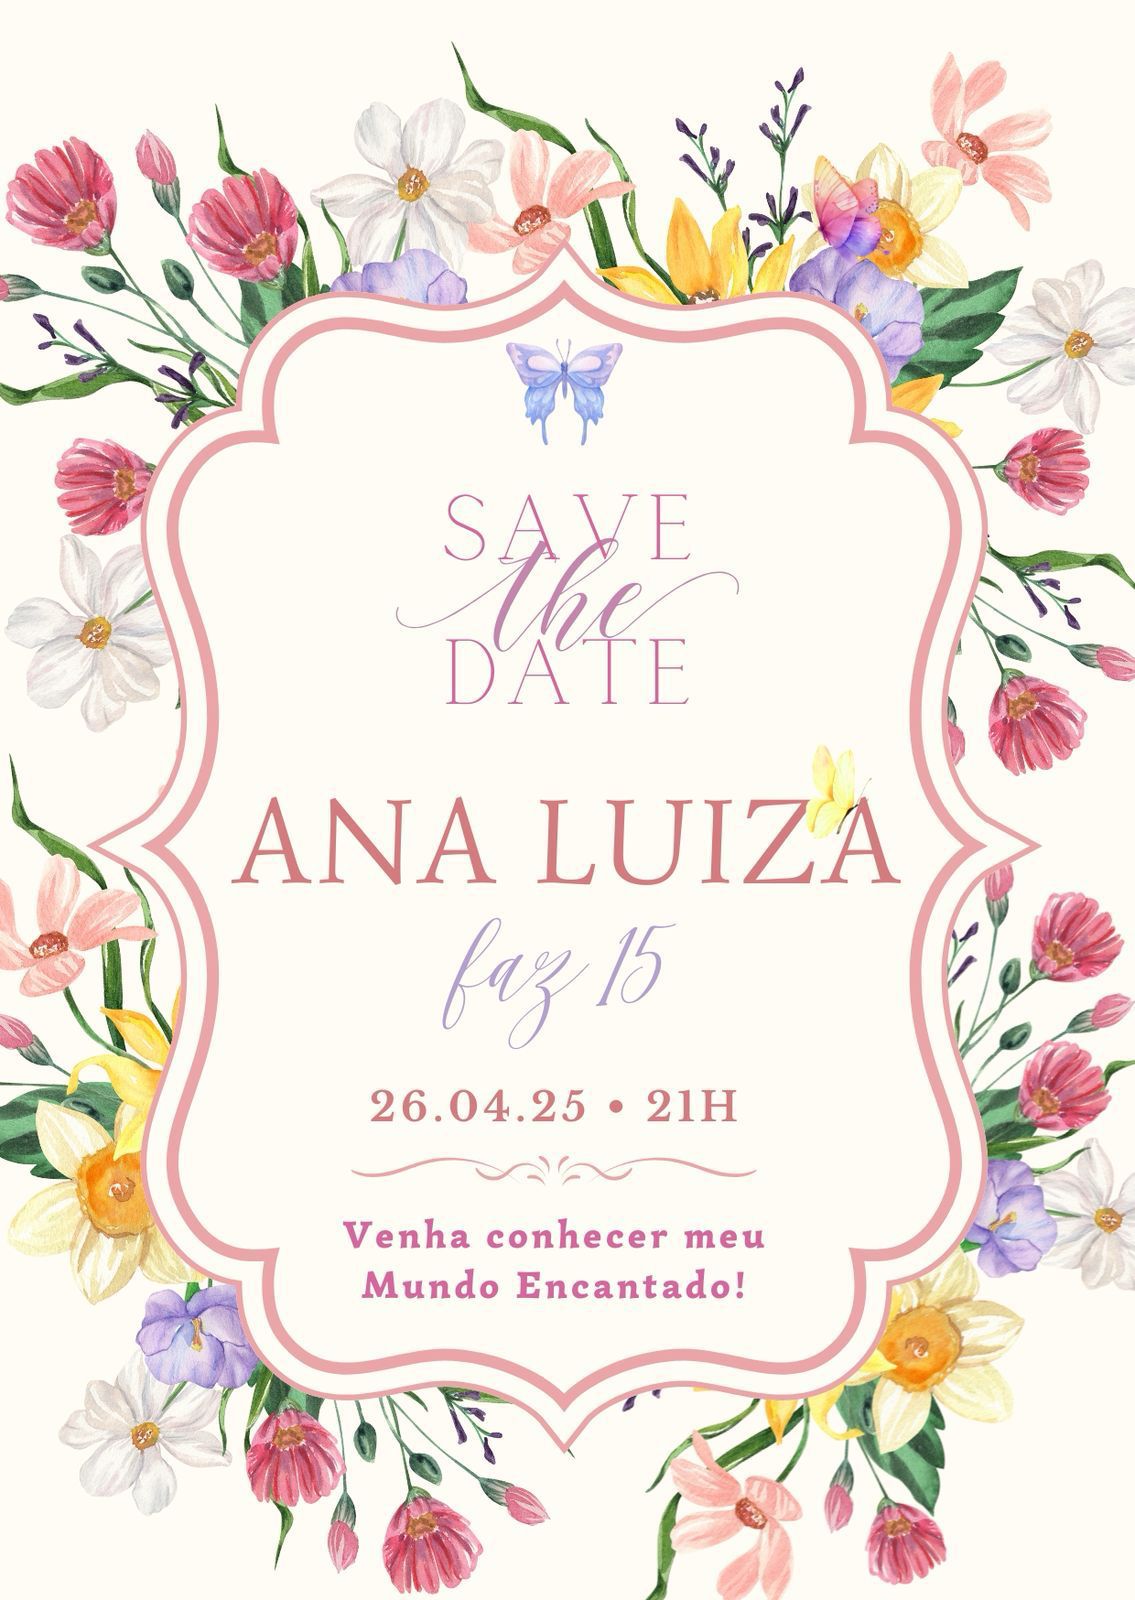 SAVE
the
DATE
ANA LUIZA
faz 15
26.04.25 • 21H
Venha conhecer meu
Mundo Encantado!